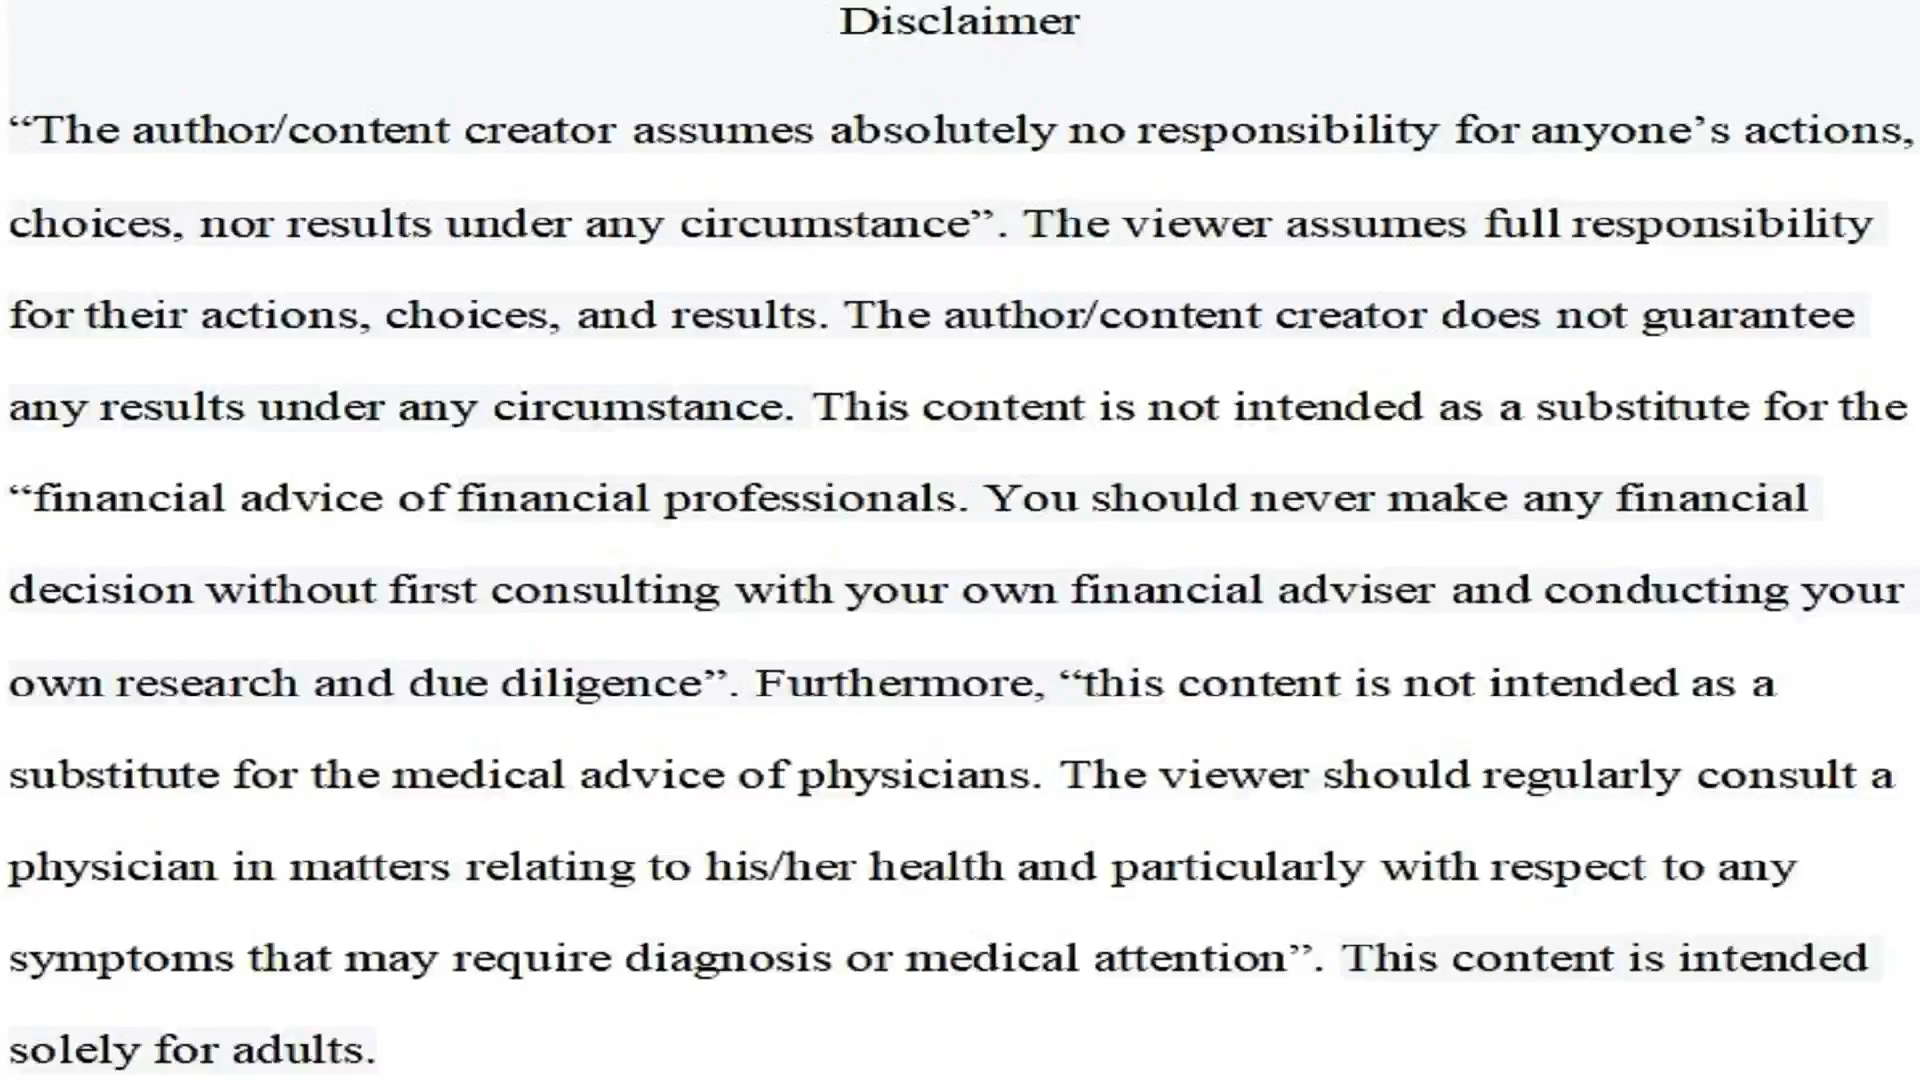 Disclaimer
“The author/content creator assumes absolutely no responsibility for anyone’s actions,
choices, nor results under any circumstance”. The viewer assumes full responsibility
for their actions, choices, and results. The author/content creator does not guarantee
any results under any circumstance. This content is not intended as a substitute for the
“financial advice of financial professionals. You should never make any financial
decision without first consulting with your own financial adviser and conducting your
own research and due diligence”. Furthermore, “this content is not intended as a
substitute for the medical advice of physicians. The viewer should regularly consult a
physician in matters relating to his/her health and particularly with respect to any
symptoms that may require diagnosis or medical attention”. This content is intended
solely for adults.